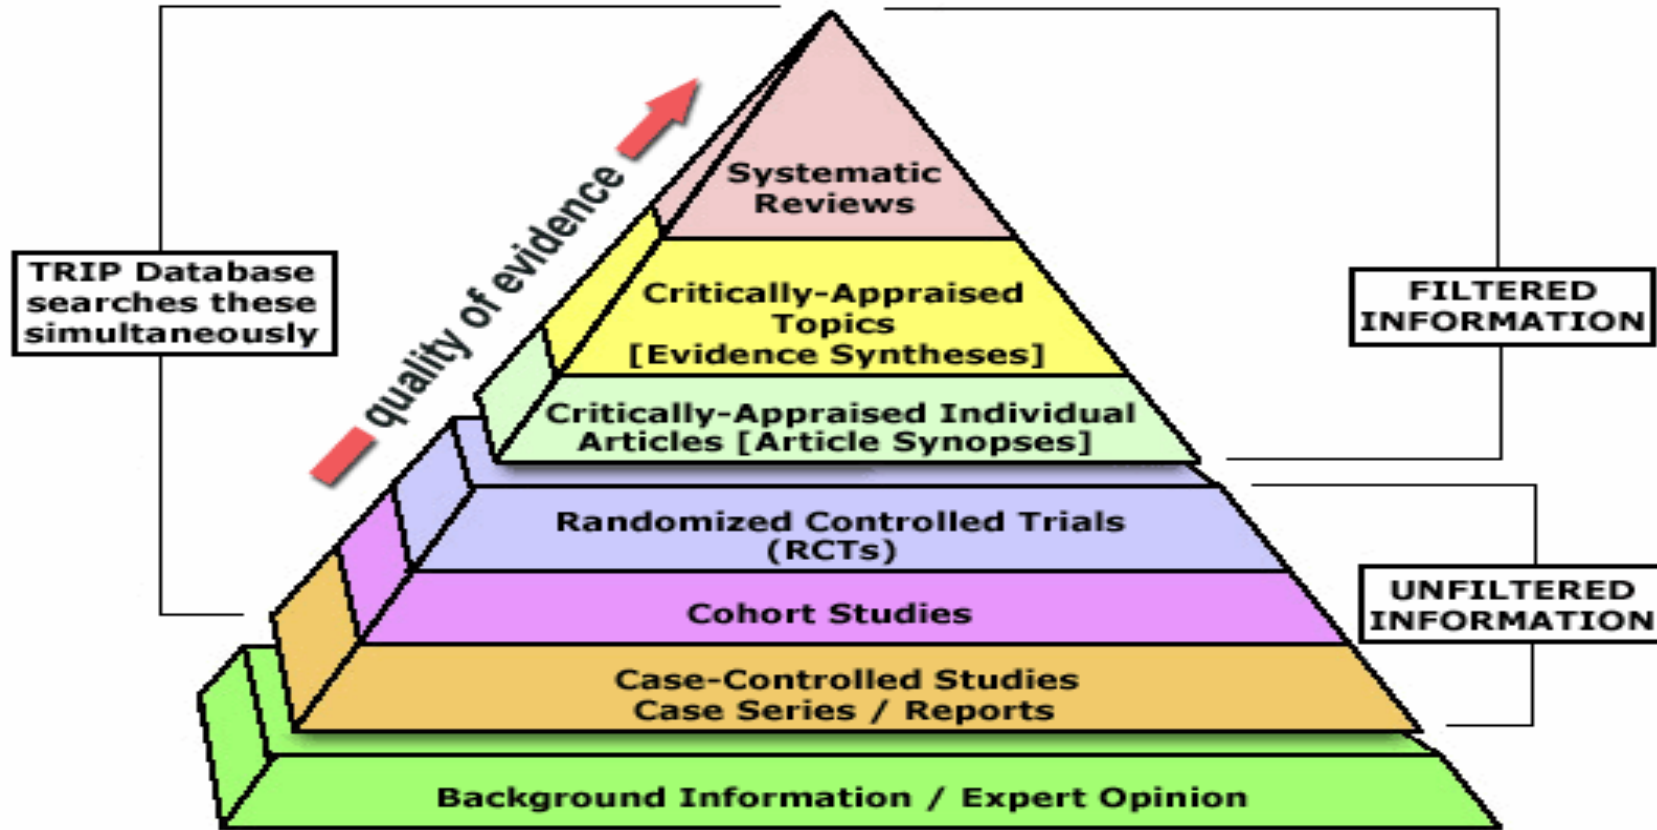 Systematic
Reviews
Critically-Appraised
Topics
[Evidence Syntheses]
Critically-Appraised Individual
Articles [Article Synopses]
Randomized Controlled Trials
(RCTs)
Cohort Studies
Case-Controlled Studies
Case Series / Reports
Background Information / Expert Opinion
quality of evidence
TRIP Database
searches these
simultaneously
FILTERED
INFORMATION
UNFILTERED
INFORMATION